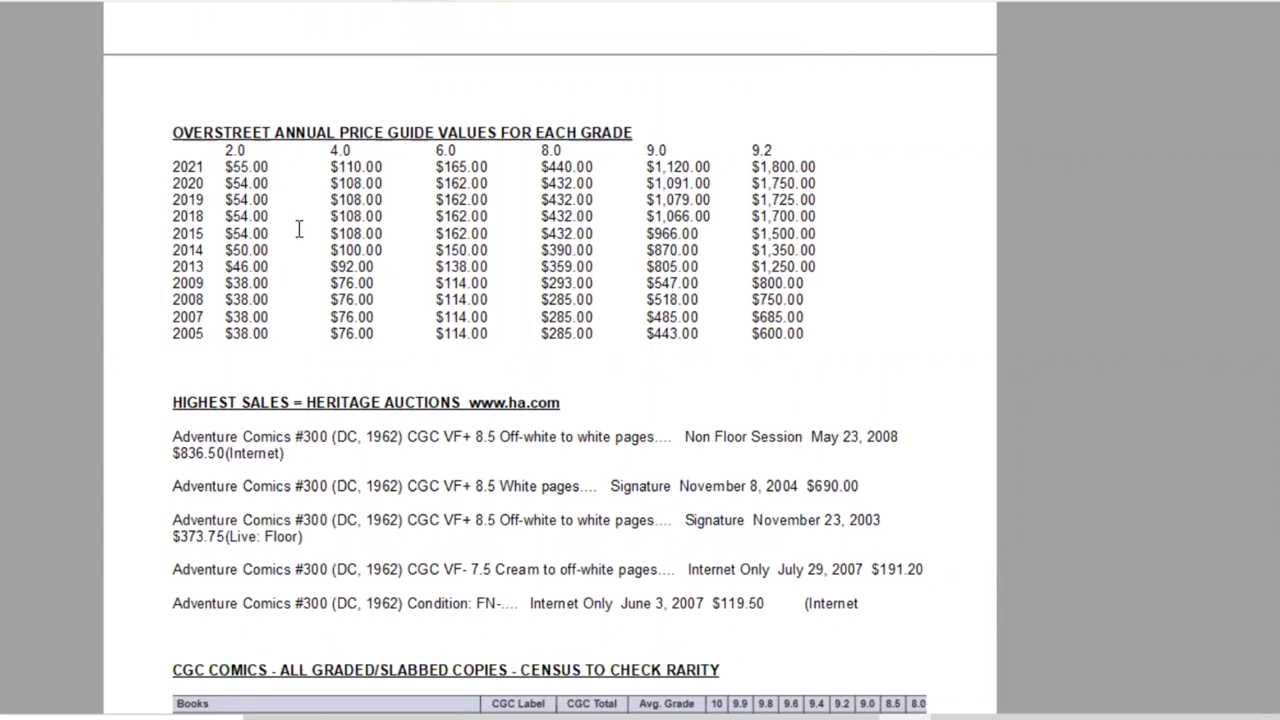 OVERSTREET ANNUAL PRICE GUIDE VALUES FOR EACH GRADE
2.0 4.0 6.0 8.0 9.0 9.2
2021 $55.00 $110.00 $165.00 $440.00 $1,120.00 $1,800.00
2020 $54.00 $108.00 $162.00 $432.00 $1,091.00 $1,750.00
2019 $54.00 $108.00 $162.00 $432.00 $1,079.00 $1,725.00
2018 $54.00 $108.00 $162.00 $432.00 $1,066.00 $1,700.00
2015 $54.00 $108.00 $162.00 $432.00 $966.00 $1,500.00
2014 $50.00 $100.00 $150.00 $390.00 $870.00 $1,350.00
2013 $46.00 $92.00 $138.00 $359.00 $805.00 $1,250.00
2009 $38.00 $76.00 $114.00 $293.00 $547.00 $800.00
2008 $38.00 $76.00 $114.00 $285.00 $518.00 $750.00
2007 $38.00 $76.00 $114.00 $285.00 $485.00 $685.00
2005 $38.00 $76.00 $114.00 $285.00 $443.00 $600.00
HIGHEST SALES = HERITAGE AUCTIONS www.ha.com
Adventure Comics #300 (DC, 1962) CGC VF+ 8.5 Off-white to white pages.... Non Floor Session May 23, 2008
$836.50(Internet)
Adventure Comics #300 (DC, 1962) CGC VF+ 8.5 White pages.... Signature November 8, 2004 $690.00
Adventure Comics #300 (DC, 1962) CGC VF+ 8.5 Off-white to white pages.... Signature November 23, 2003
$373.75(Live: Floor)
Adventure Comics #300 (DC, 1962) CGC VF- 7.5 Cream to off-white pages.... Internet Only July 29, 2007 $191.20
Adventure Comics #300 (DC, 1962) Condition: FN-.... Internet Only June 3, 2007 $119.50 (Internet
CGC COMICS - ALL GRADED/SLABBED COPIES - CENSUS TO CHECK RARITY
Books CGC Label CGC Total Avg. Grade 10 9.9 9.8 9.6 9.4 9.2 9.0 8.5 8.0